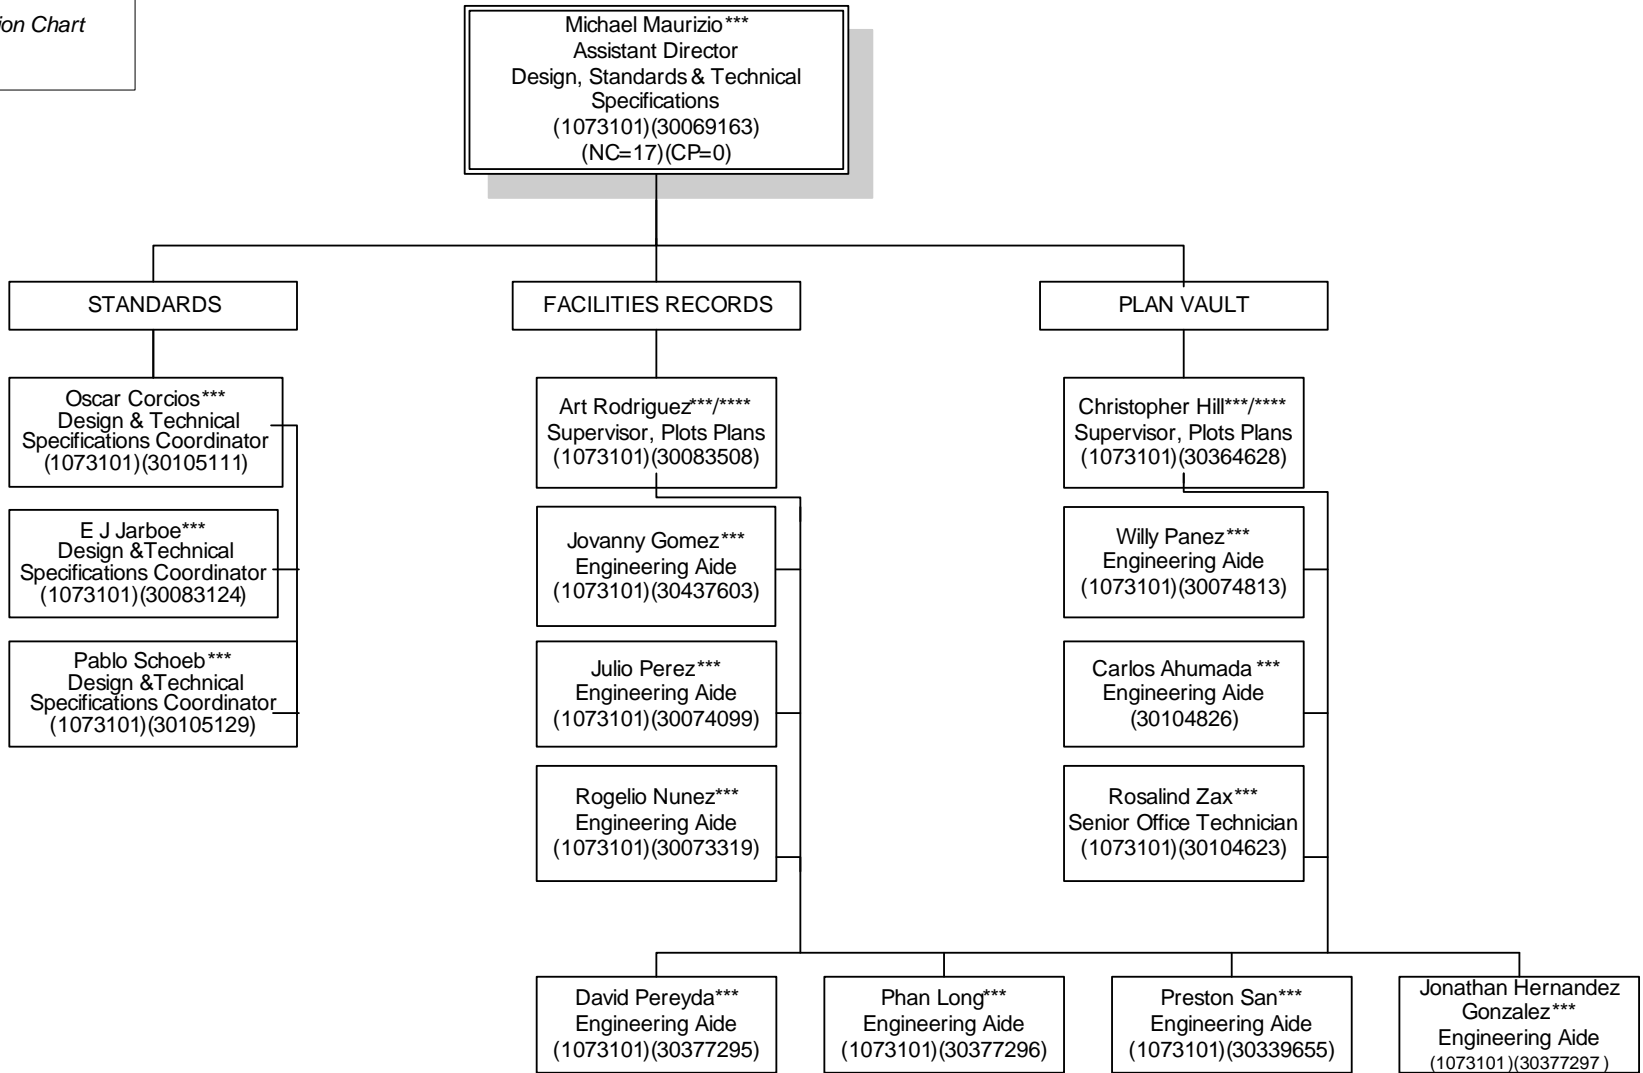 ion Chart
Michael Maurizio***
Assistant Director
Design, Standards & Technical
Specifications
(1073101)(30069163)
(NC=17)(CP=0)
STANDARDS
FACILITIES RECORDS
PLAN VAULT
Oscar Corcios***
Design & Technical
Specifications Coordinator
(1073101)(30105111)
E J Jarboe***
Design &Technical
Specifications Coordinator
(1073101)(30083124)
Pablo Schoeb***
Design &Technical
Specifications Coordinator
(1073101)(30105129)
Art Rodriguez***/****
Supervisor, Plots Plans
(1073101)(30083508)
Jovanny Gomez***
Engineering Aide
(1073101)(30437603)
Julio Perez***
Engineering Aide
(1073101)(30074099)
Rogelio Nunez***
Engineering Aide
(1073101)(30073319)
Christopher Hill***/****
Supervisor, Plots Plans
(1073101)(30364628)
Willy Panez***
Engineering Aide
(1073101)(30074813)
Carlos Ahumada ***
Engineering Aide
(30104826)
Rosalind Zax***
Senior Office Technician
(1073101)(30104623)
David Pereyda***
Engineering Aide
(1073101)(30377295)
Phan Long***
Engineering Aide
(1073101)(30377296)
Preston San***
Engineering Aide
(1073101)(30339655)
Jonathan Hernandez
Gonzalez***
Engineering Aide
(1073101)(30377297 )